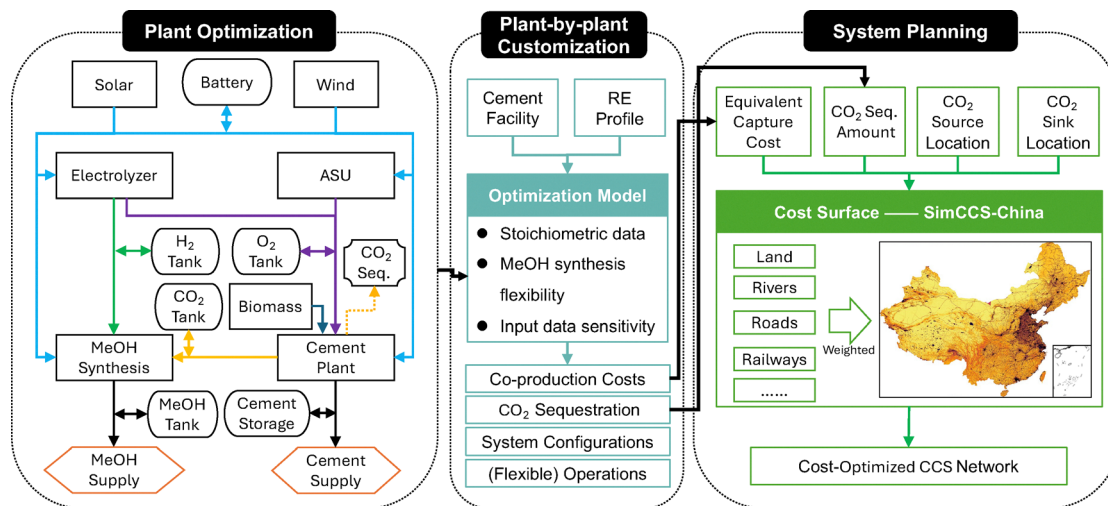 Plant Optimization
Solar
Battery
Wind
Electrolyzer
ASU
H2
Tank
O2
Tank
CO2
Seq.
CO2
Tank
Biomass
MeOH
Synthesis
Cement
Plant
MeOH
Tank
Cement
Storage
MeOH
Supply
Cement
Supply
Plant-by-plant
Customization
Cement
Facility
RE
Profile
Optimization Model
● Stoichiometric data
● MeOH synthesis
flexibility
● Input data sensitivity
Co-production Costs
CO2 Sequestration
System Configurations
(Flexible) Operations
System Planning
Equivalent
Capture
Cost
CO2 Seq.
Amount
CO2
Source
Location
CO2
Sink
Location
Cost Surface —— SimCCS-China
Land
Rivers
Roads
Railways
......
Weighted
Cost-Optimized CCS Network